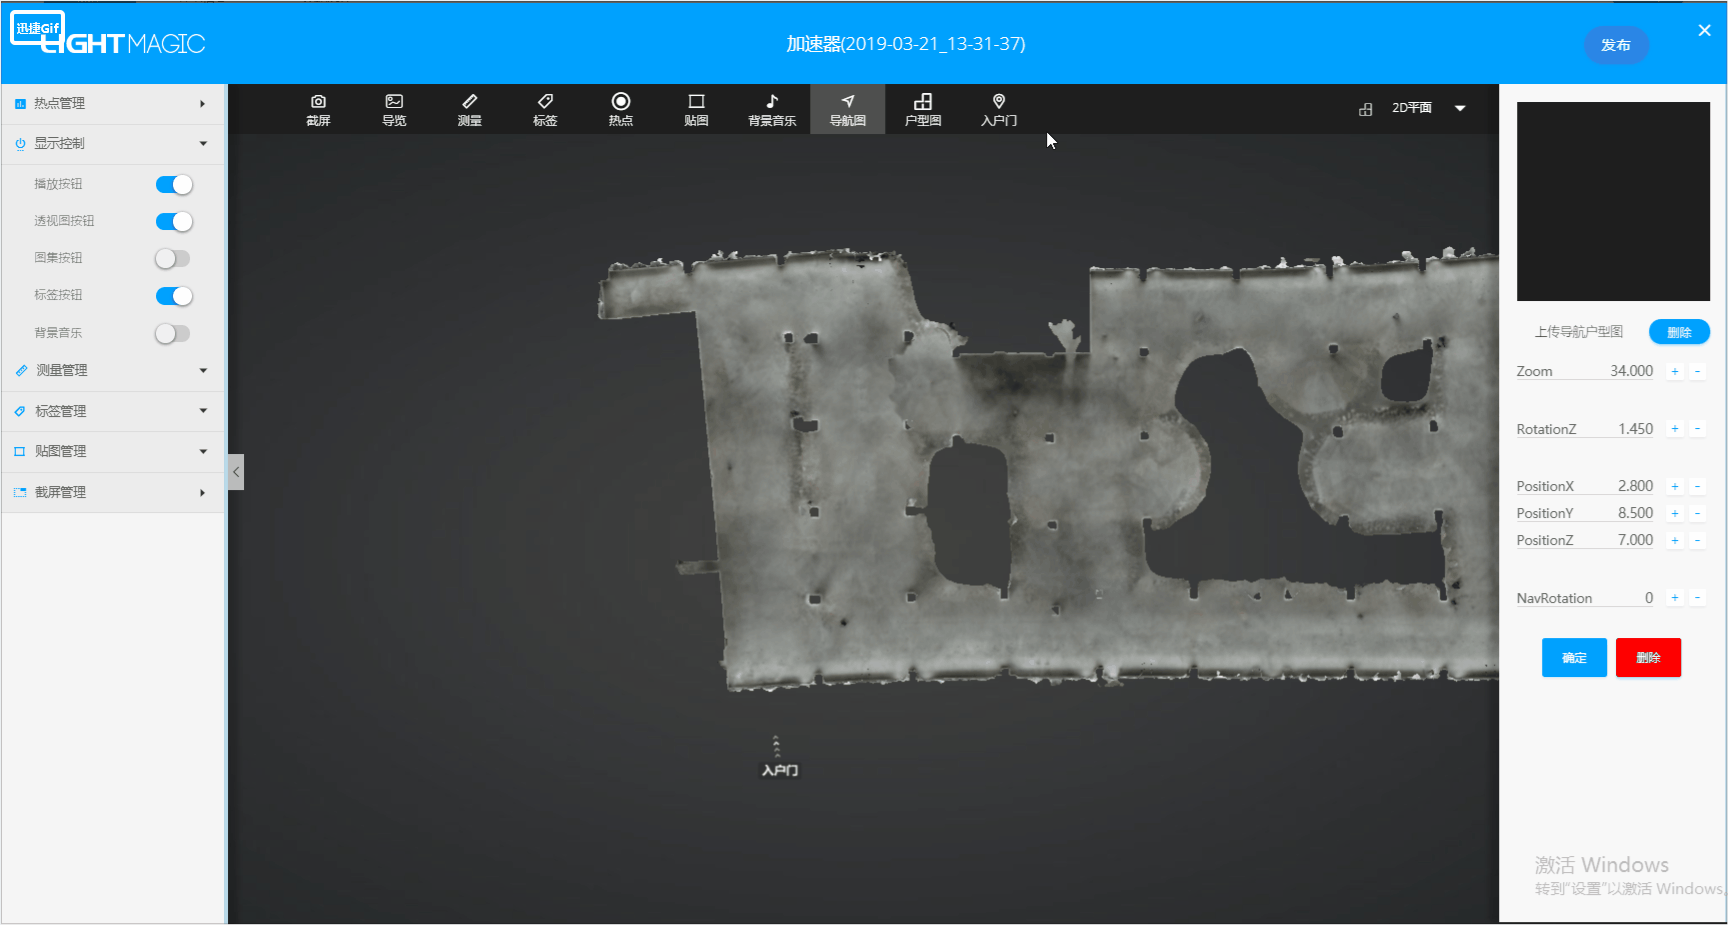 迅捷Gif
LIGHT MAGIC
加速器(2019-03-21_13-31-37)
发布
热点管理
显示控制
播放按钮
透视图按钮
图集按钮
标签按钮
背景音乐
测量管理
标签管理
贴图管理
截屏管理
截屏 导览 测量 标签 热点 贴图 背景音乐 导航图 户型图 入户门
2D平面
入户门
上传导航户型图 删除
Zoom 34.000 + -
RotationZ 1.450 + -
PositionX 2.800 + -
PositionY 8.500 + -
PositionZ 7.000 + -
NavRotation 0 + -
确定 删除
激活 Windows
转到“设置”以激活 Windows。